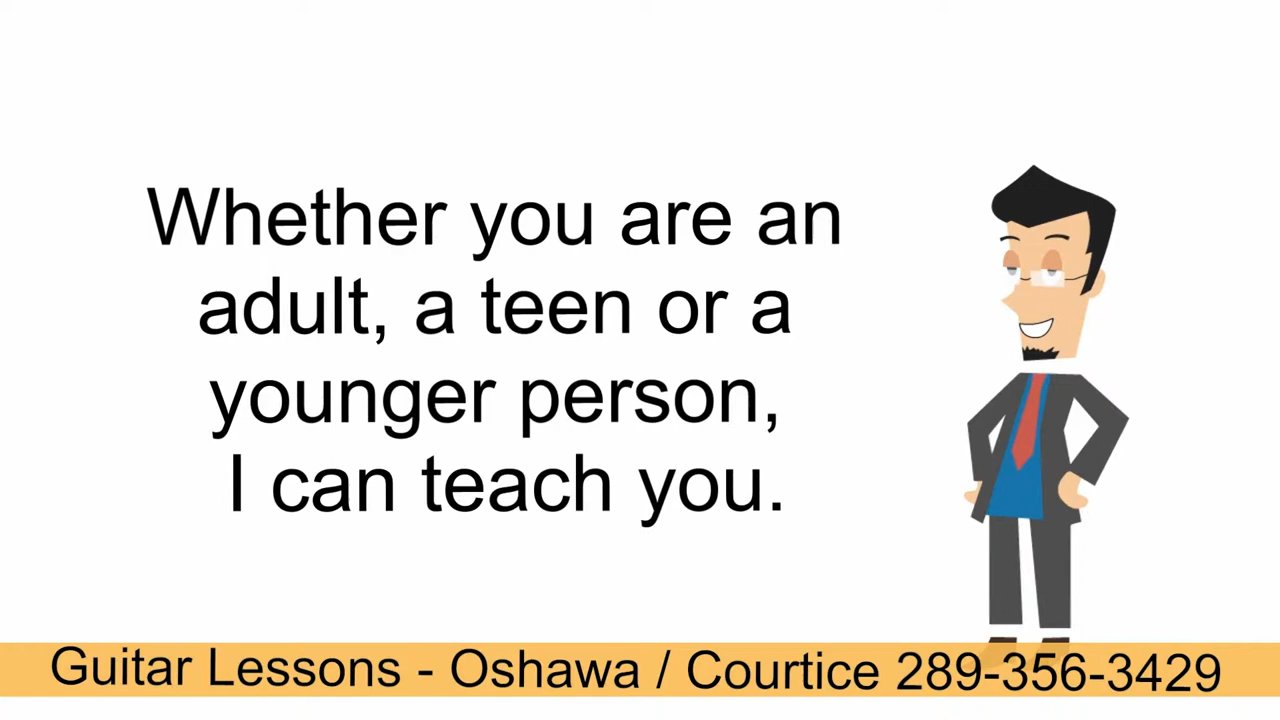 Whether you are an
adult, a teen or a
younger person,
I can teach you.
Guitar Lessons - Oshawa / Courtice 289-356-3429